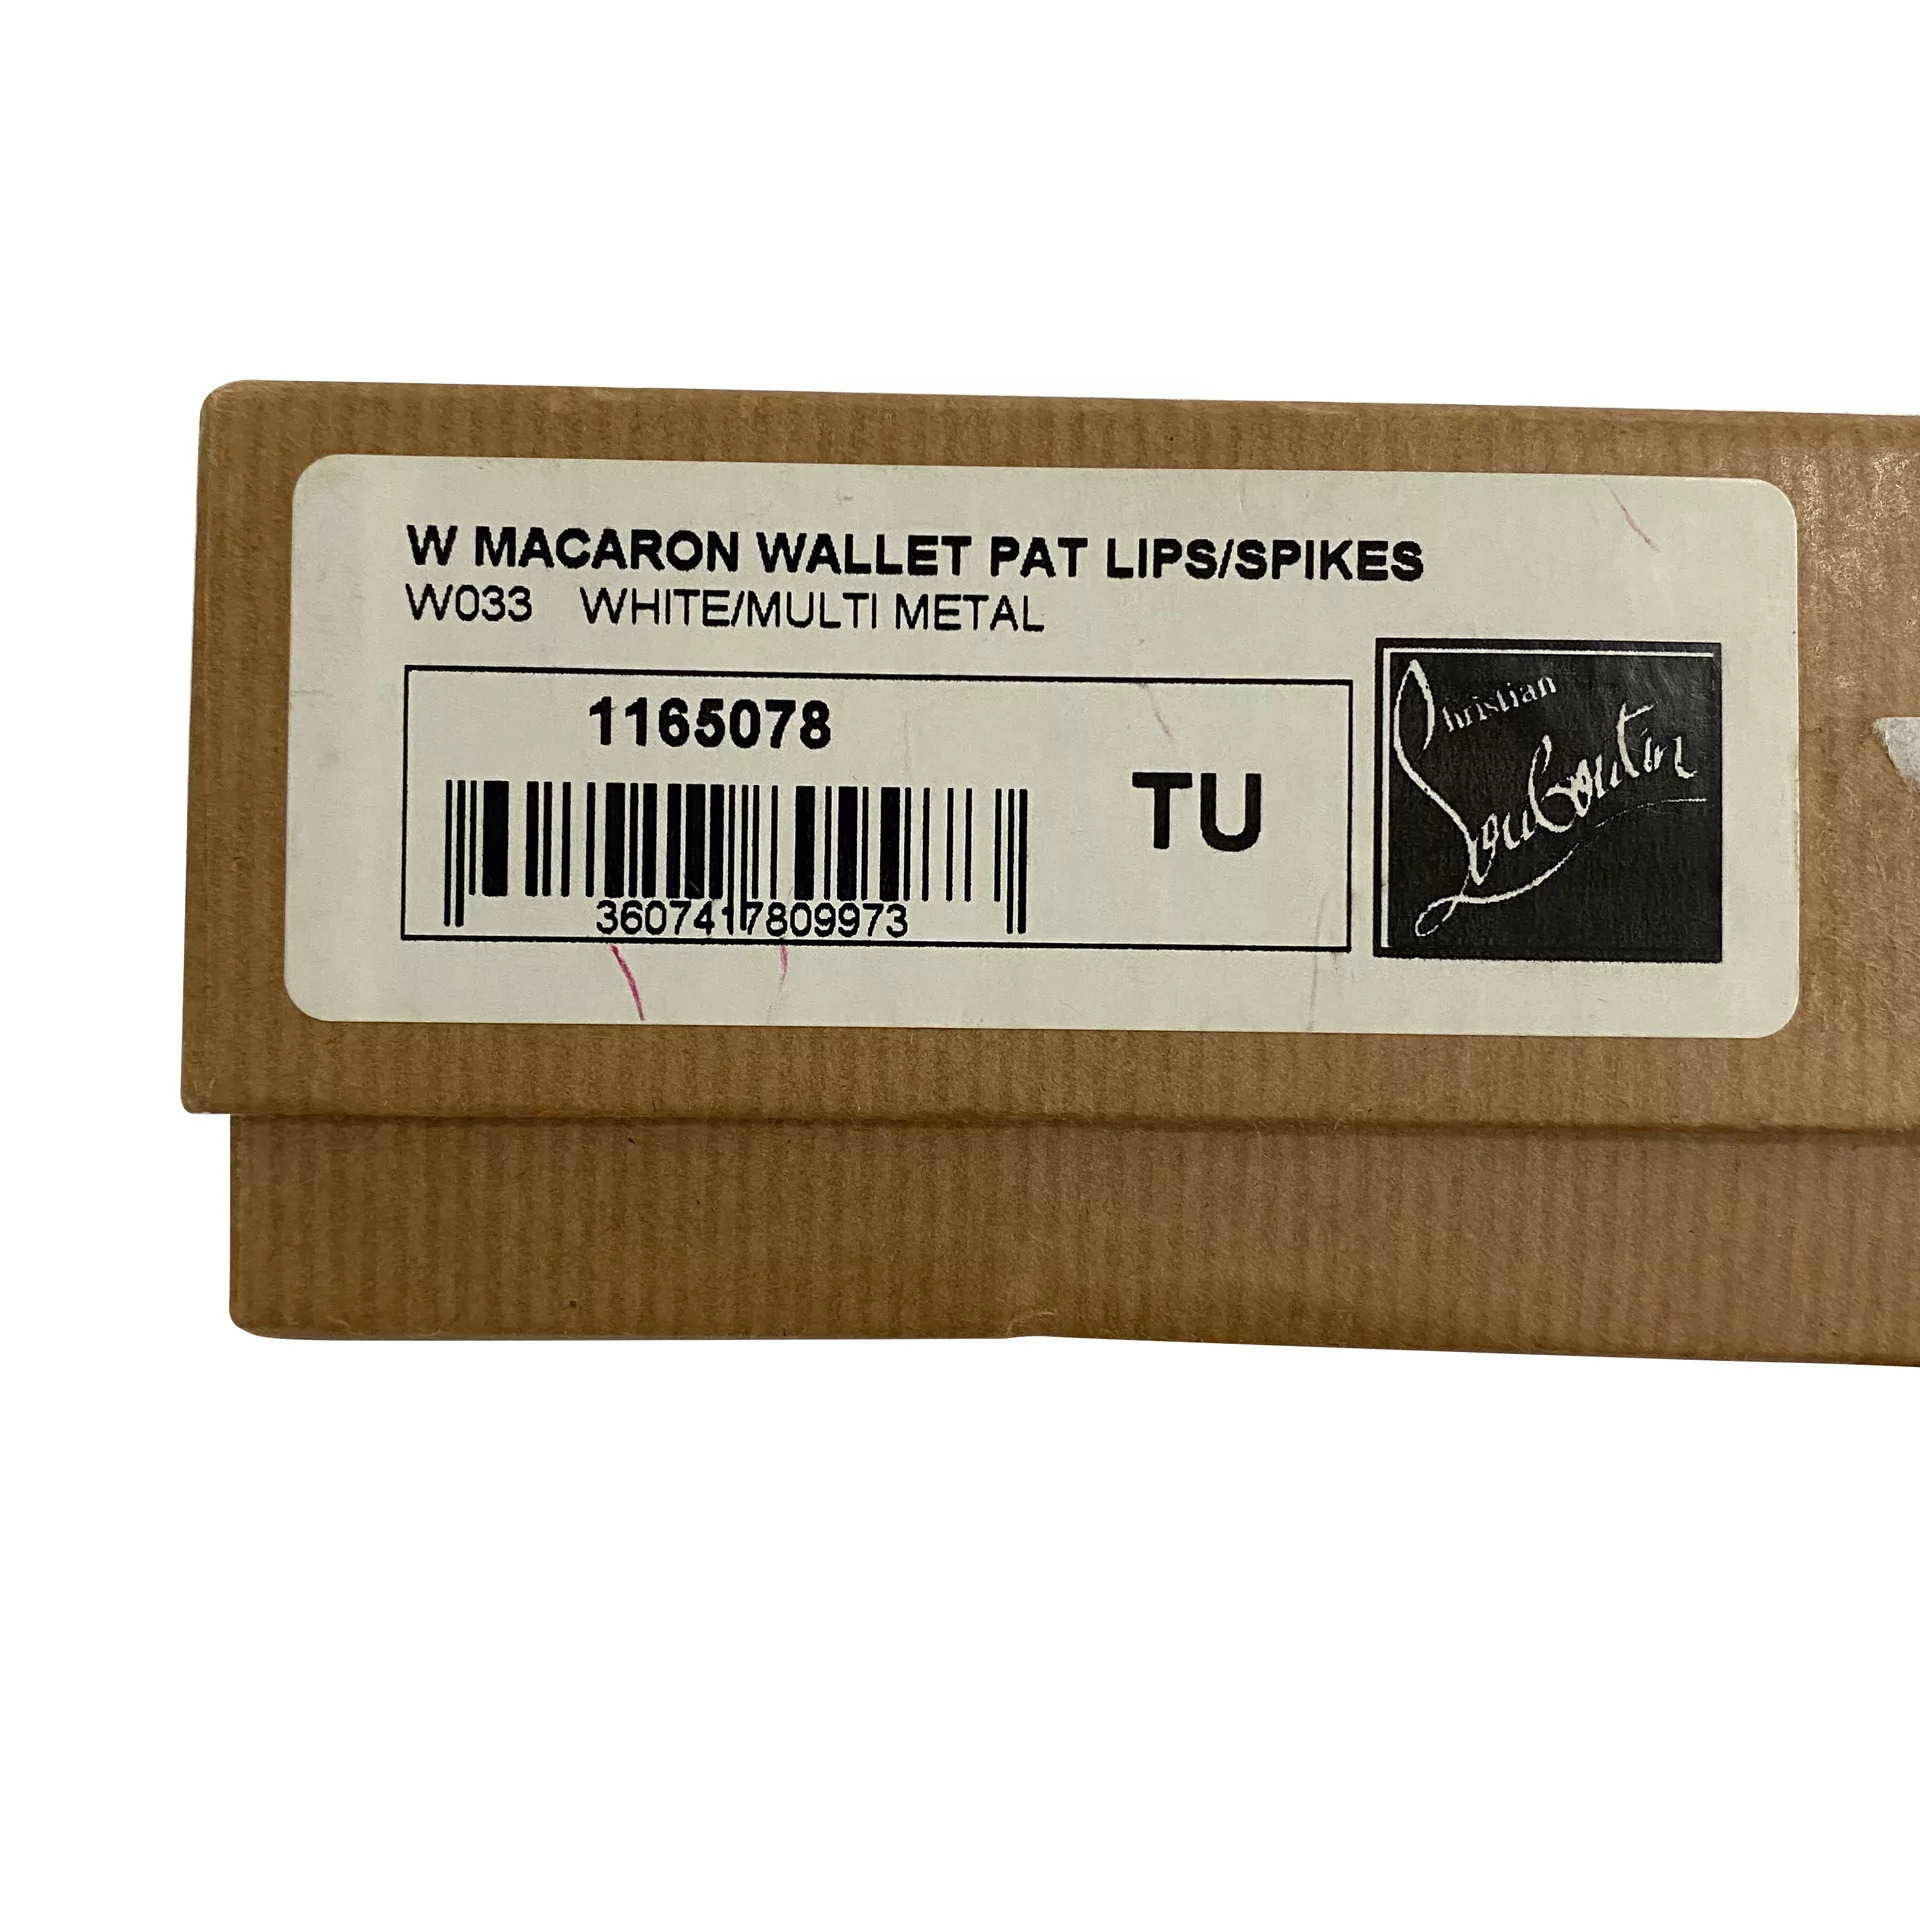 W MACARON WALLET PAT LIPS/SPIKES
W033 WHITE/MULTI METAL
1165078
3607417809973
TU
Christian
Louboutin